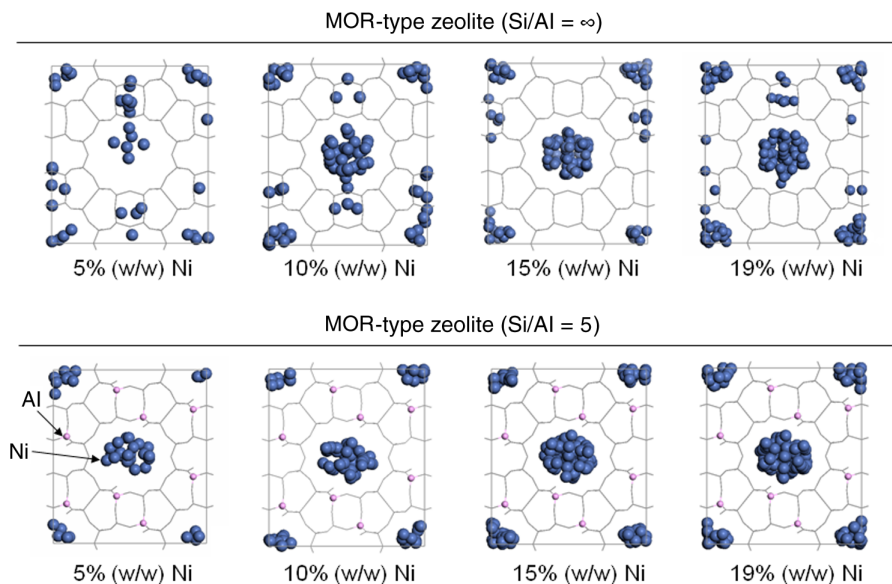 MOR-type zeolite (Si/Al = ∞)
5% (w/w) Ni 10% (w/w) Ni 15% (w/w) Ni 19% (w/w) Ni
MOR-type zeolite (Si/Al = 5)
Al
Ni
5% (w/w) Ni 10% (w/w) Ni 15% (w/w) Ni 19% (w/w) Ni